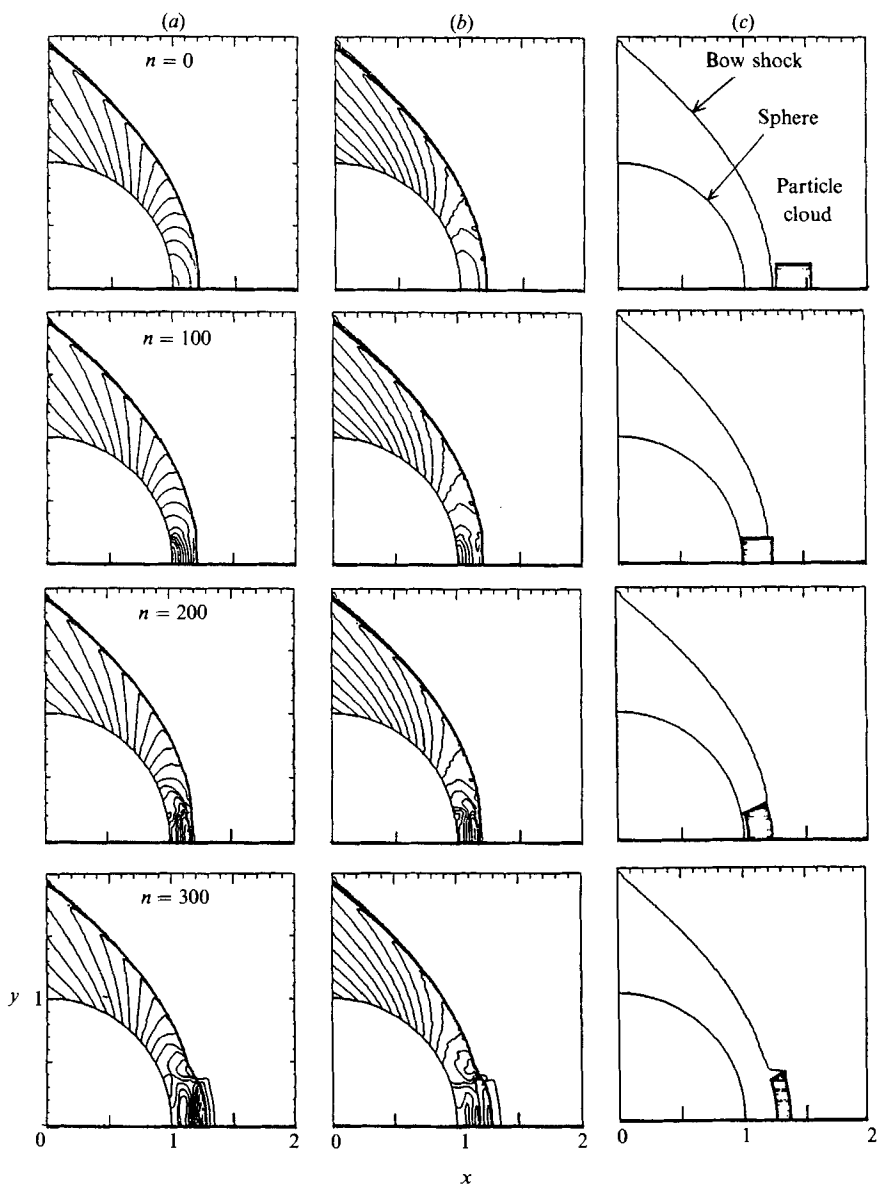 (a) (b) (c)
n = 0
Bow shock
Sphere
Particle
cloud
n = 100
n = 200
n = 300
y 1
0 1 2 0 1 2 0 1 2
x